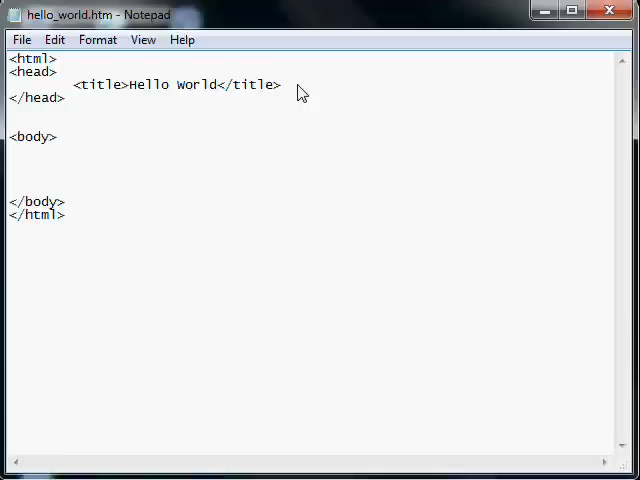 hello_world.htm - Notepad
File Edit Format View Help
<html>
<head>
<title>Hello World</title>
</head>
<body>
</body>
</html>